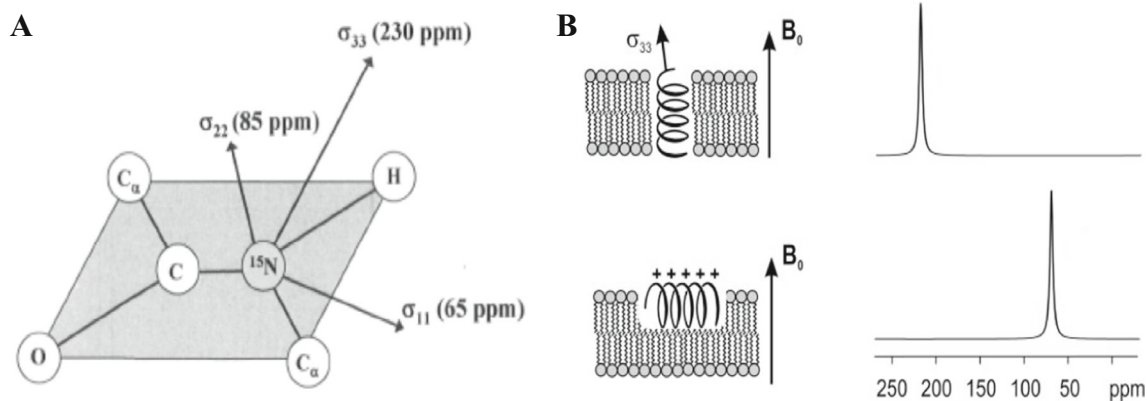 A
σ33 (230 ppm)
σ22 (85 ppm)
Cα
H
C
15N
σ11 (65 ppm)
O
Cα
B
σ33
B0
+ + + + +
B0
250 200 150 100 50 ppm